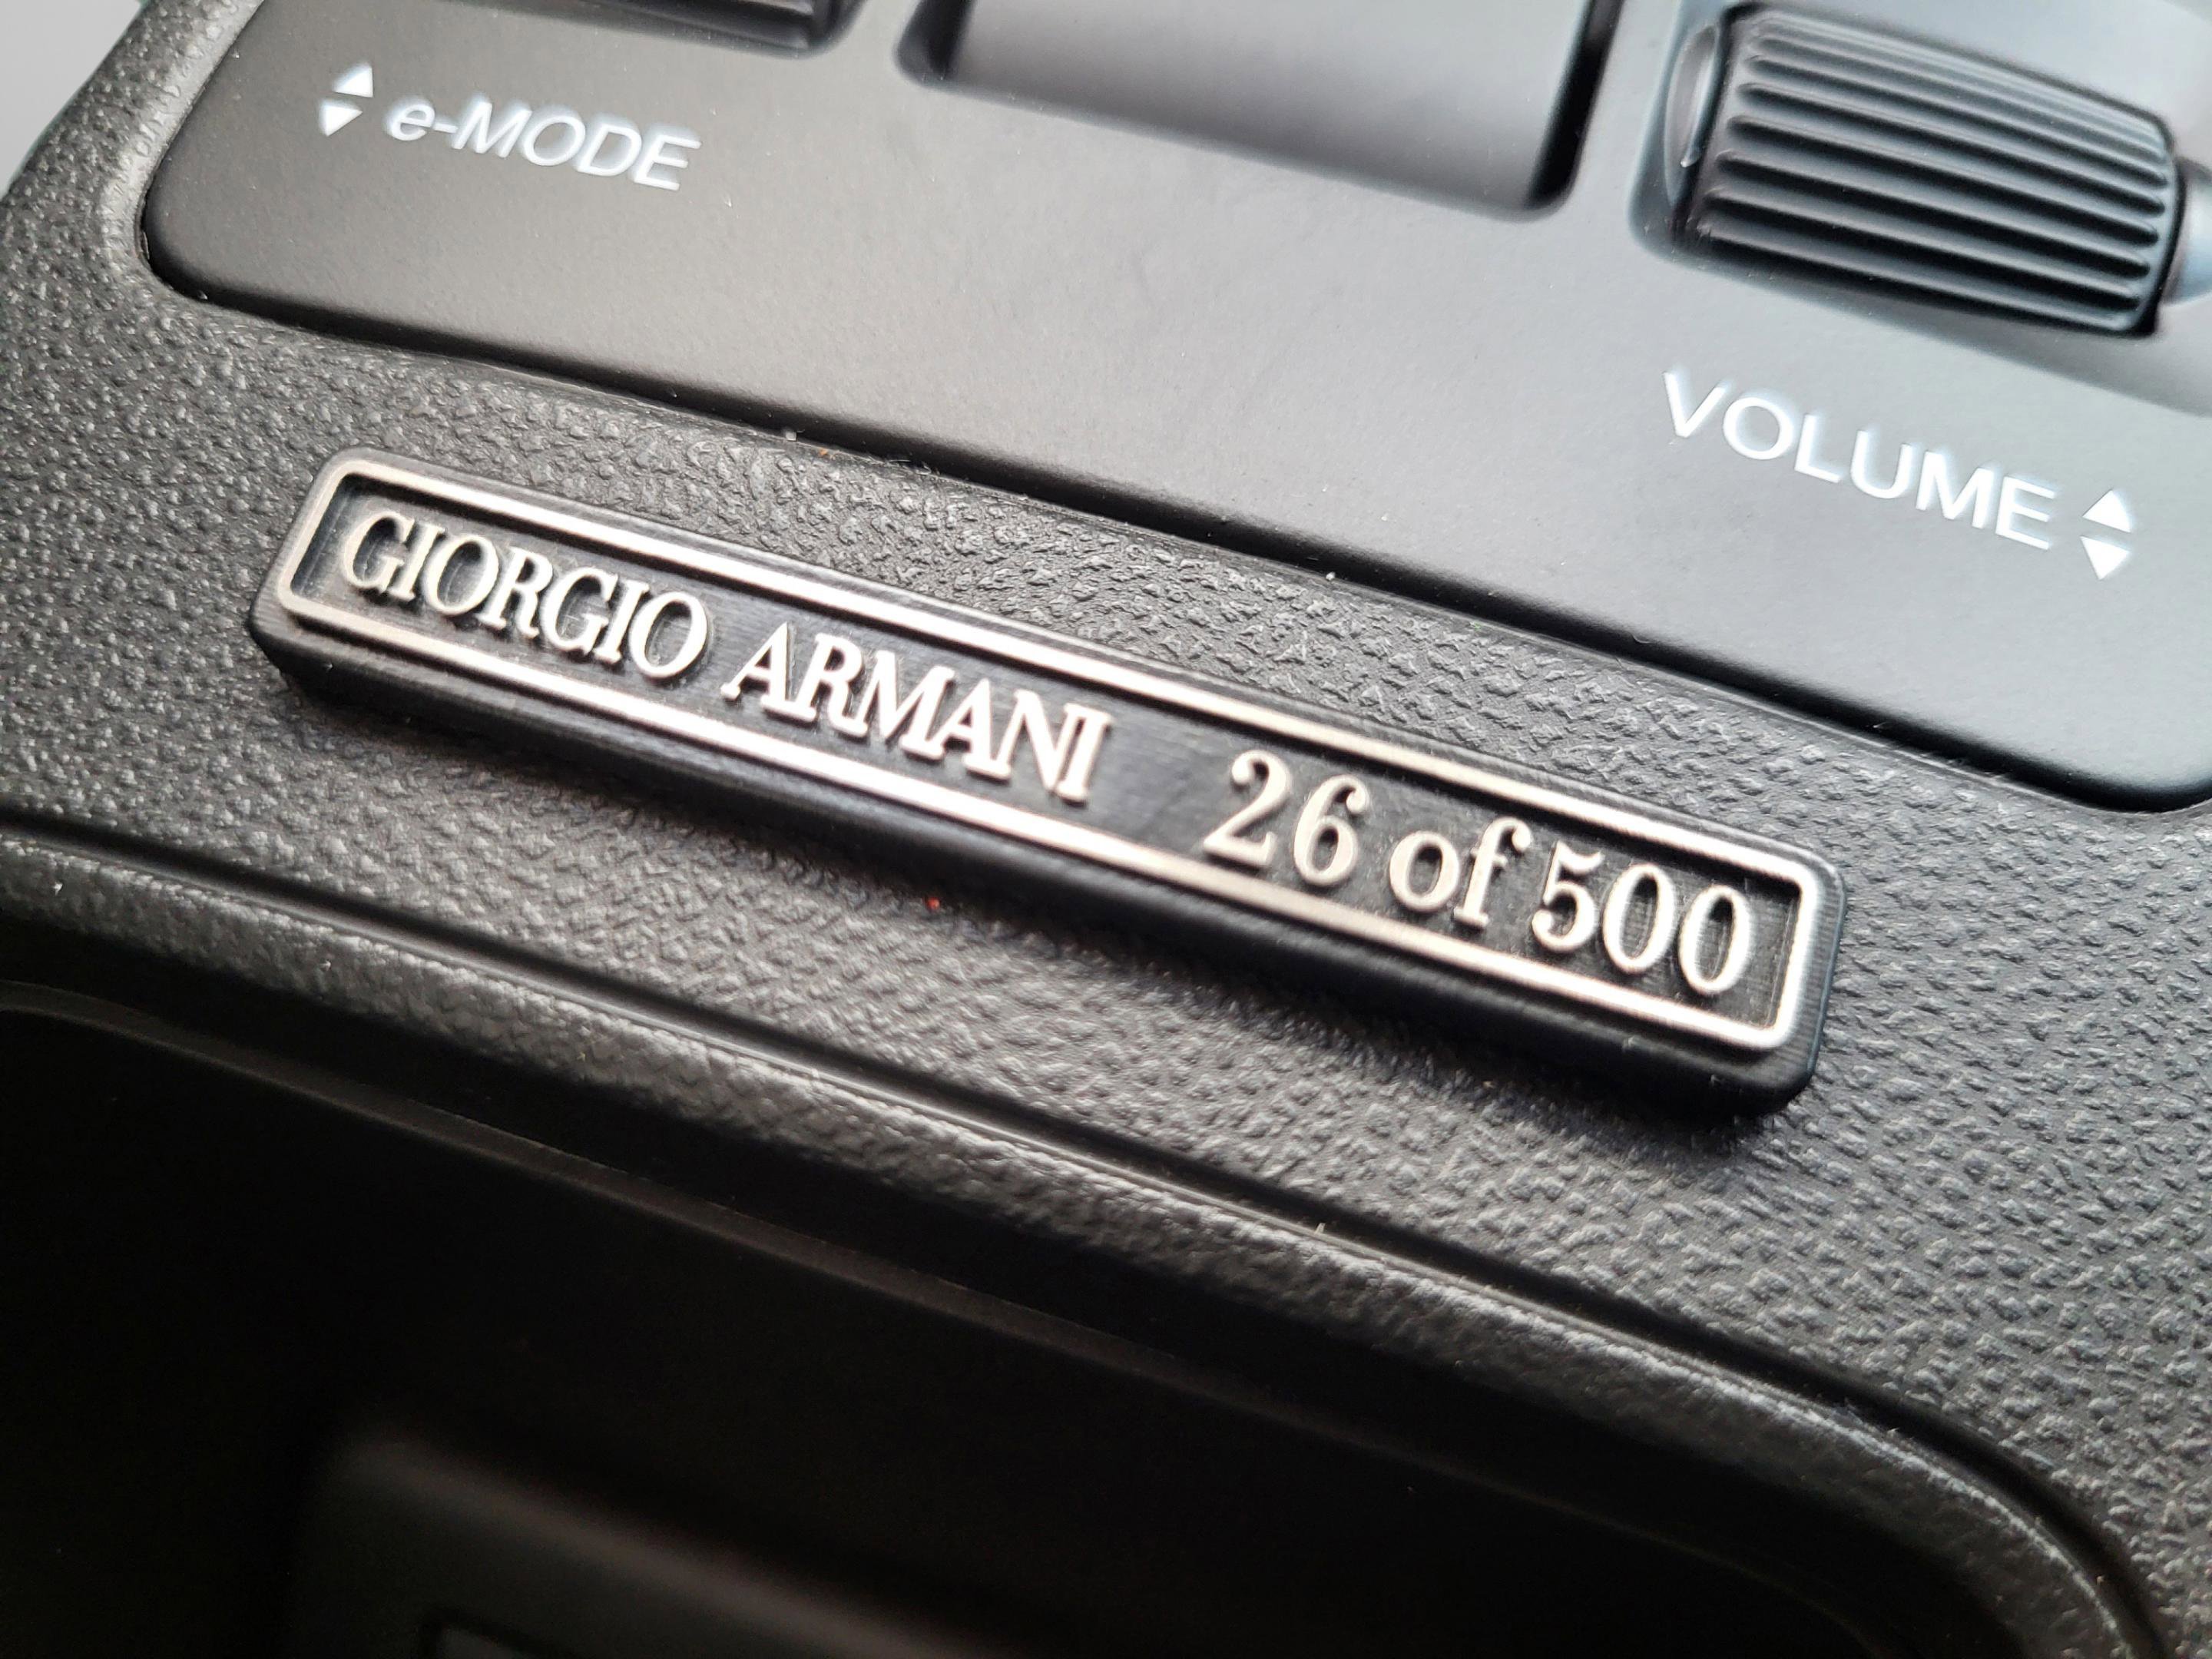 e-MODE
VOLUME
GIORGIO ARMANI 26 of 500